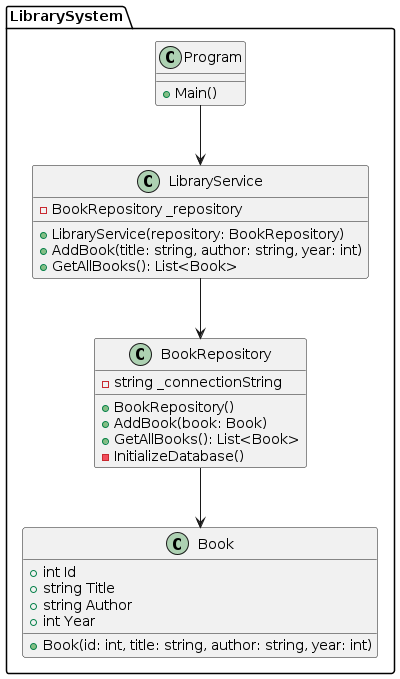 LibrarySystem
C Program
Main()
C LibraryService
BookRepository _repository
LibraryService(repository: BookRepository)
AddBook(title: string, author: string, year: int)
GetAllBooks(): List<Book>
C BookRepository
string _connectionString
BookRepository()
AddBook(book: Book)
GetAllBooks(): List<Book>
InitializeDatabase()
C Book
int Id
string Title
string Author
int Year
Book(id: int, title: string, author: string, year: int)